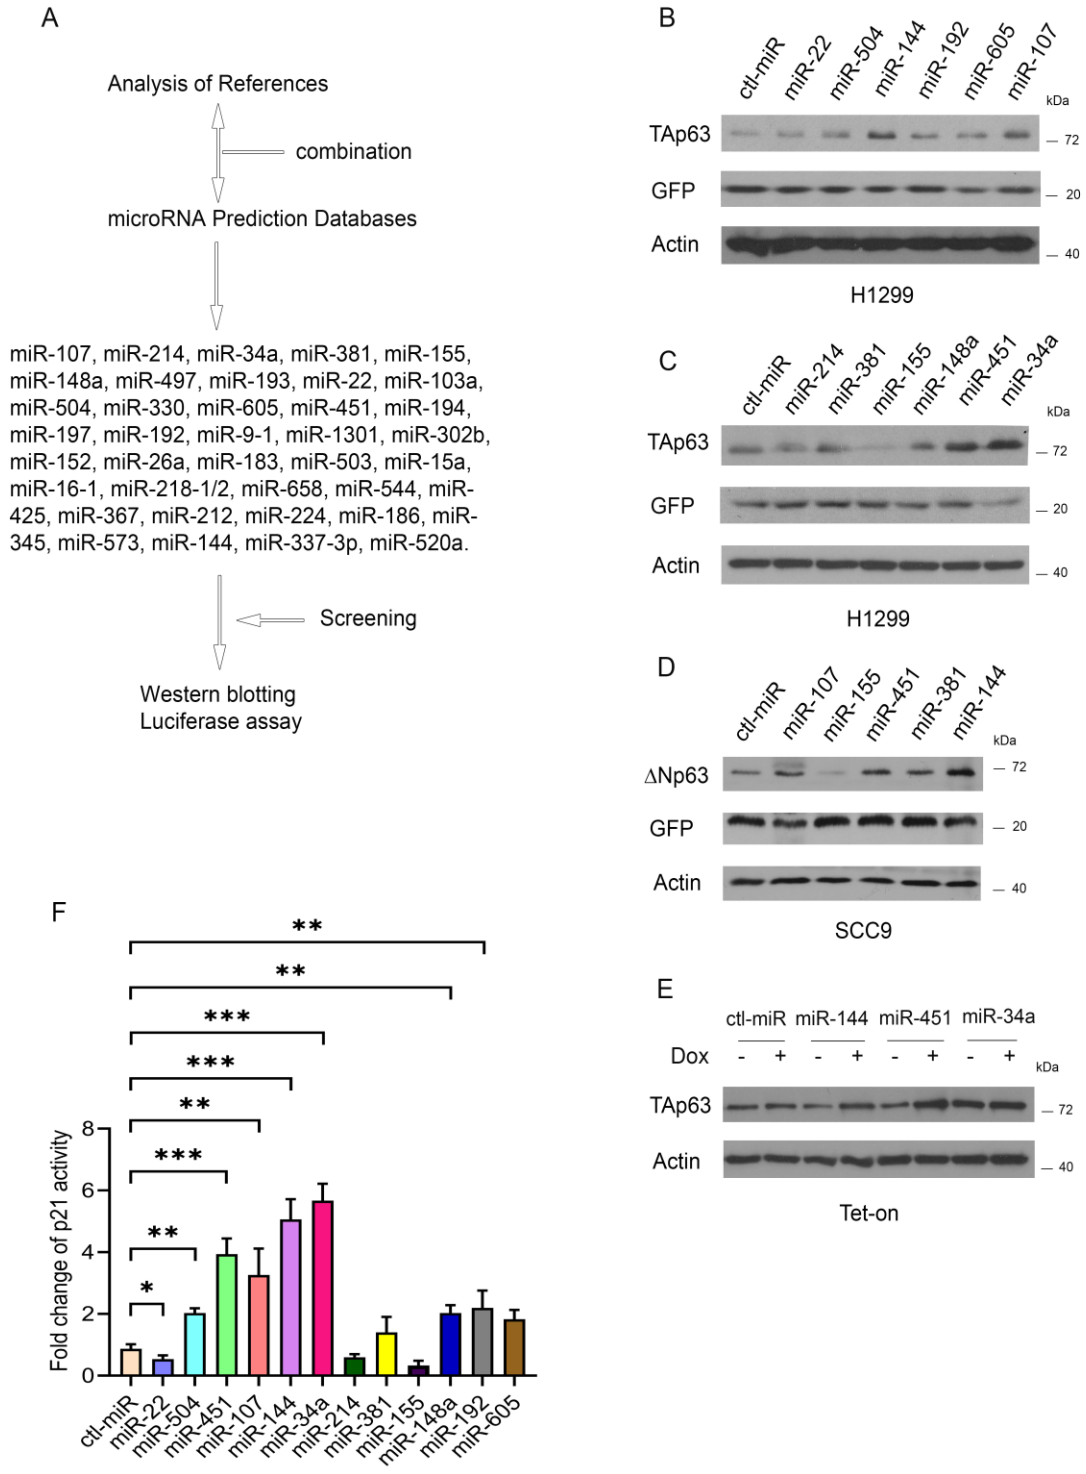 A
Analysis of References
combination
microRNA Prediction Databases
miR-107, miR-214, miR-34a, miR-381, miR-155,
miR-148a, miR-497, miR-193, miR-22, miR-103a,
miR-504, miR-330, miR-605, miR-451, miR-194,
miR-197, miR-192, miR-9-1, miR-1301, miR-302b,
miR-152, miR-26a, miR-183, miR-503, miR-15a,
miR-16-1, miR-218-1/2, miR-658, miR-544, miR-
425, miR-367, miR-212, miR-224, miR-186, miR-
345, miR-573, miR-144, miR-337-3p, miR-520a.
Screening
Western blotting
Luciferase assay
B
ctl-miR miR-22 miR-504 miR-144 miR-192 miR-605 miR-107
kDa
TAp63 — 72
GFP — 20
Actin — 40
H1299
C
ctl-miR miR-214 miR-381 miR-155 miR-148a miR-451 miR-34a
kDa
TAp63 — 72
GFP — 20
Actin — 40
H1299
D
ctl-miR miR-107 miR-155 miR-451 miR-381 miR-144
kDa
ΔNp63 — 72
GFP — 20
Actin — 40
SCC9
E
ctl-miR miR-144 miR-451 miR-34a
Dox - + - + - + - +
kDa
TAp63 — 72
Actin — 40
Tet-on
F
**
**
***
***
**
***
**
*
Fold change of p21 activity
8
6
4
2
0
ctl-miR miR-22 miR-504 miR-451 miR-107 miR-144 miR-34a miR-214 miR-381 miR-155 miR-148a miR-192 miR-605